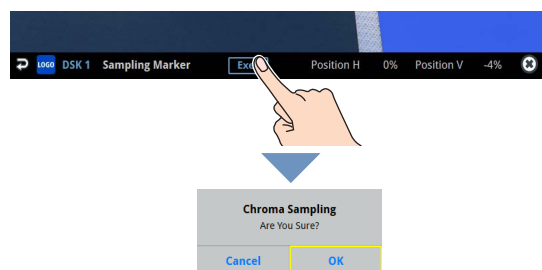 LOGO DSK 1 Sampling Marker Position H 0% Position V -4%
Chroma Sampling
Are You Sure?
Cancel OK